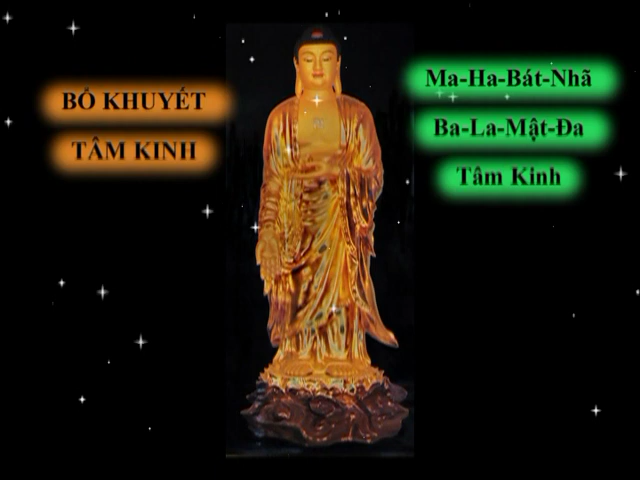 BỔ KHUYẾT
TÂM KINH
Ma-Ha-Bát-Nhã
Ba-La-Mật-Đa
Tâm Kinh